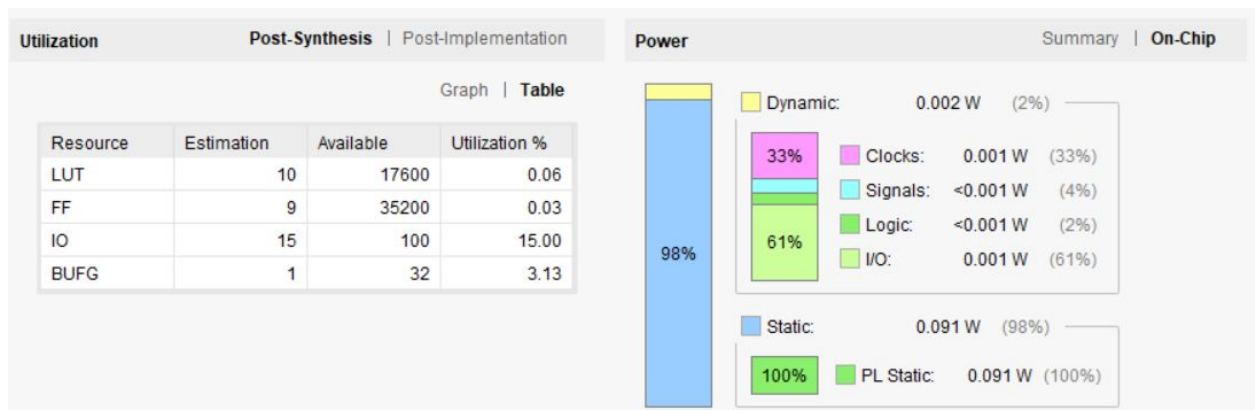 Utilization Post-Synthesis | Post-Implementation
Graph | Table
Resource Estimation Available Utilization %
LUT 10 17600 0.06
FF 9 35200 0.03
IO 15 100 15.00
BUFG 1 32 3.13
Power Summary | On-Chip
98%
Dynamic: 0.002 W (2%)
33%
61%
Clocks: 0.001 W (33%)
Signals: <0.001 W (4%)
Logic: <0.001 W (2%)
I/O: 0.001 W (61%)
Static: 0.091 W (98%)
100% PL Static: 0.091 W (100%)